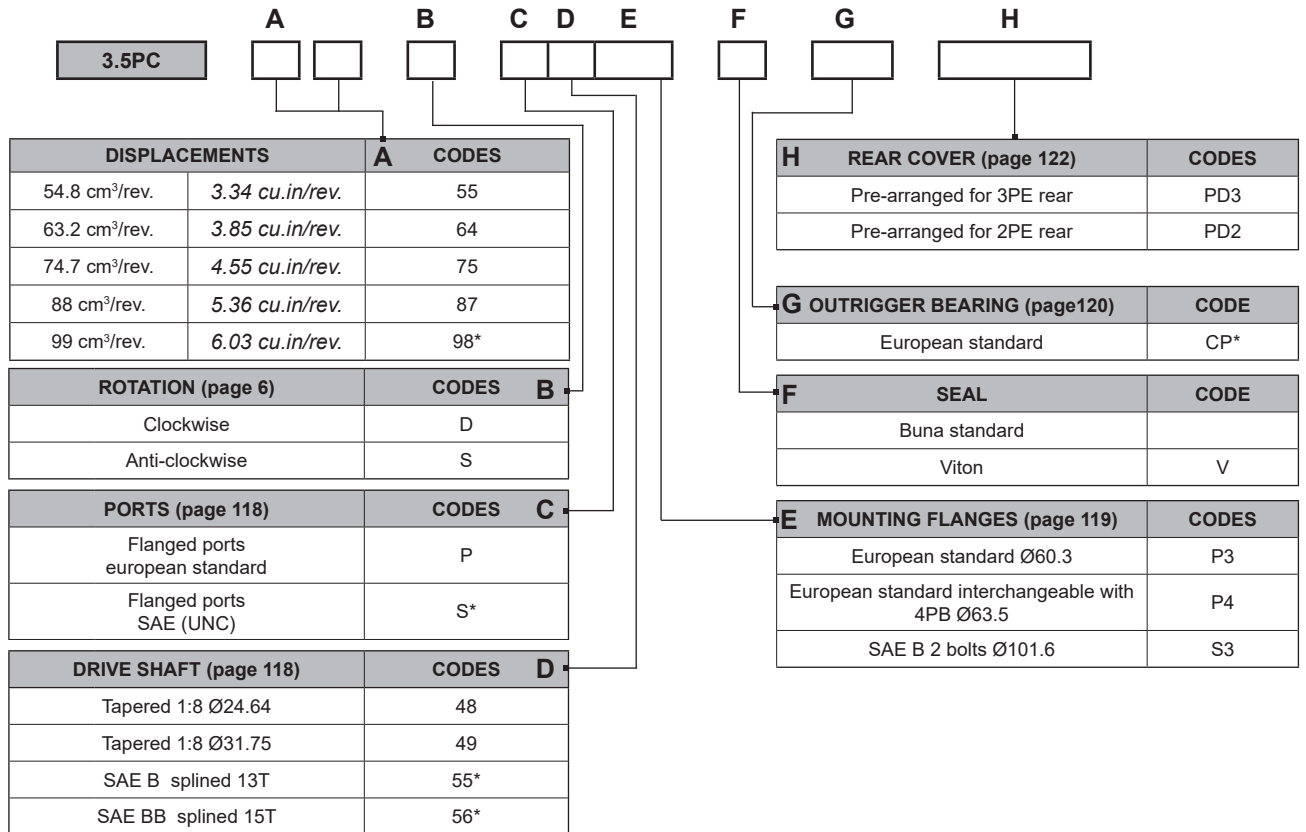 A B C D E F G H
3.5PC
DISPLACEMENTS A CODES
54.8 cm³/rev. 3.34 cu.in/rev. 55
63.2 cm³/rev. 3.85 cu.in/rev. 64
74.7 cm³/rev. 4.55 cu.in/rev. 75
88 cm³/rev. 5.36 cu.in/rev. 87
99 cm³/rev. 6.03 cu.in/rev. 98*
ROTATION (page 6) CODES B
Clockwise D
Anti-clockwise S
PORTS (page 118) CODES C
Flanged ports
european standard P
Flanged ports
SAE (UNC) S*
DRIVE SHAFT (page 118) CODES D
Tapered 1:8 Ø24.64 48
Tapered 1:8 Ø31.75 49
SAE B splined 13T 55*
SAE BB splined 15T 56*
H REAR COVER (page 122) CODES
Pre-arranged for 3PE rear PD3
Pre-arranged for 2PE rear PD2
G OUTRIGGER BEARING (page120) CODE
European standard CP*
F SEAL CODE
Buna standard
Viton V
E MOUNTING FLANGES (page 119) CODES
European standard Ø60.3 P3
European standard interchangeable with
4PB Ø63.5 P4
SAE B 2 bolts Ø101.6 S3